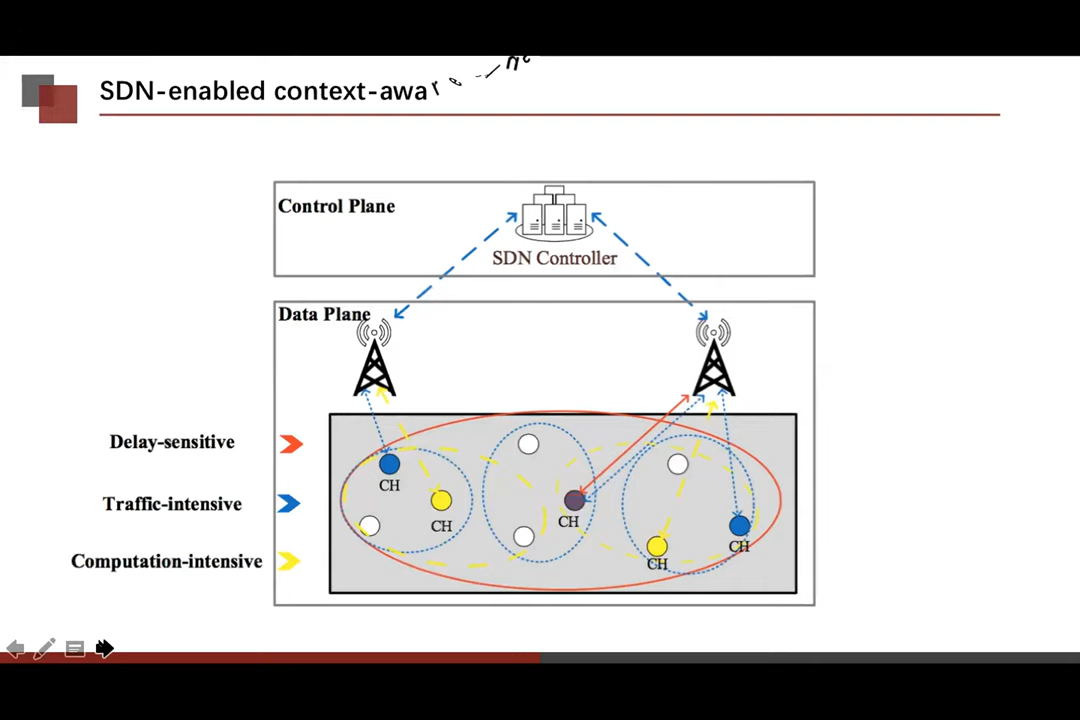 SDN-enabled context-aware
Control Plane
SDN Controller
Data Plane
Delay-sensitive
CH
Traffic-intensive
CH
CH
CH
Computation-intensive
CH